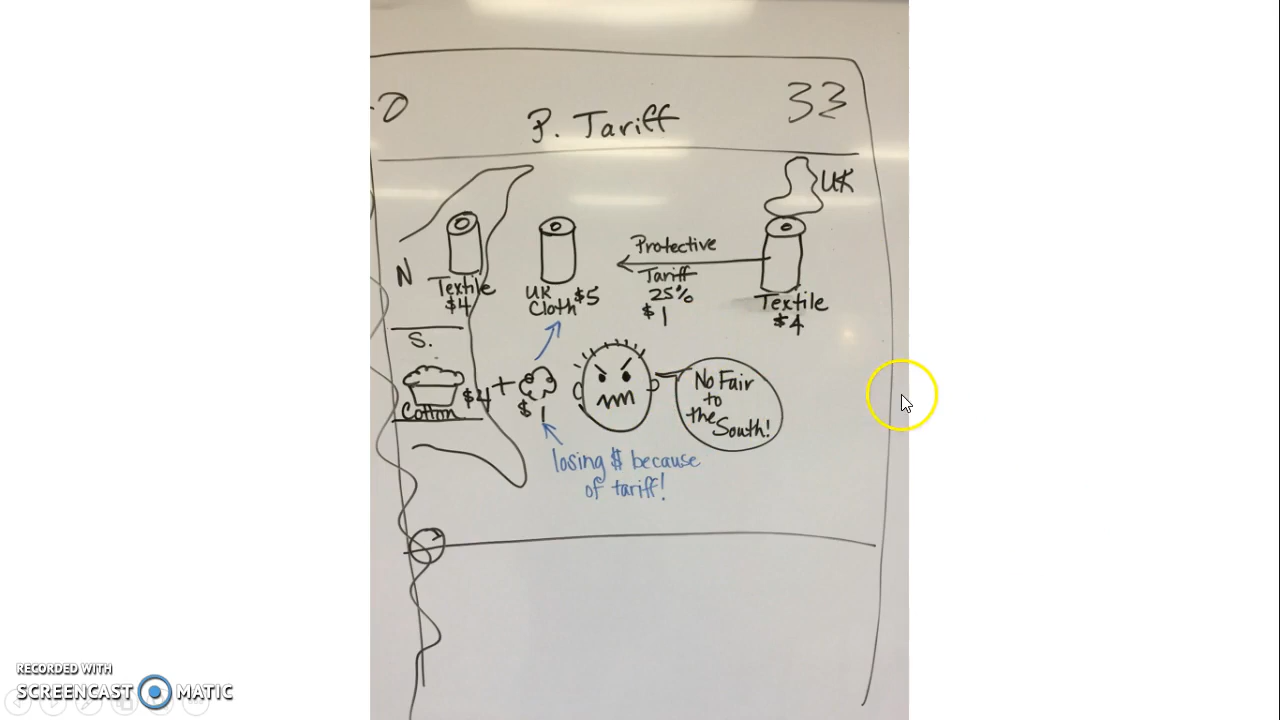 P. Tariff
33
UK
N
Textile
$4
UK
Cloth $5
Protective
Tariff
25%
$1
Textile
$4
S.
Cotton
$4 +
$1
No Fair
to
the
South!
losing $ because
of tariff!
RECORDED WITH
SCREENCAST MATIC